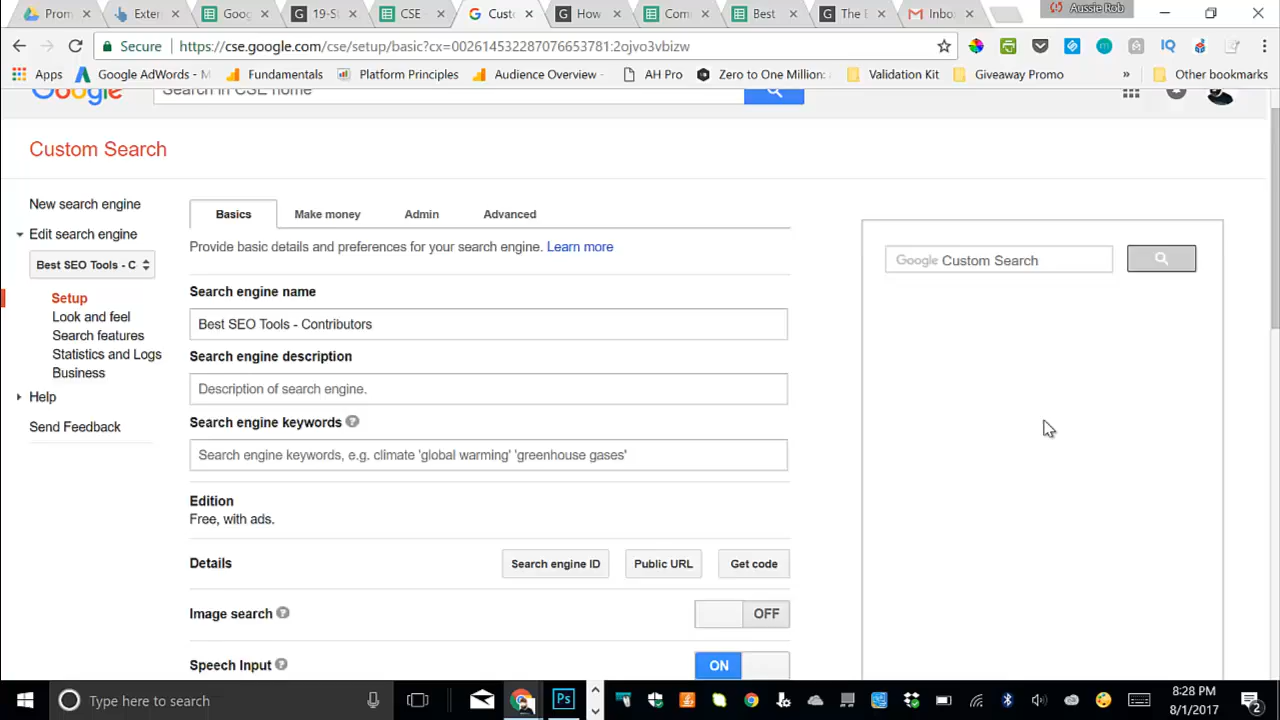 Prom
Exter
Goog
19-St
CSE
Cust
How
Com
Best
The E
Inbo
Aussie Rob
Secure
https://cse.google.com/cse/setup/basic?cx=002614532287076653781:2ojvo3vbizw
Apps
Google AdWords - M
Fundamentals
Platform Principles
Audience Overview -
AH Pro
Zero to One Million:
Validation Kit
Giveaway Promo
»
Other bookmarks
Google
Search in CSE home
Custom Search
New search engine
Edit search engine
Best SEO Tools - C
Setup
Look and feel
Search features
Statistics and Logs
Business
Help
Send Feedback
Basics
Make money
Admin
Advanced
Provide basic details and preferences for your search engine. Learn more
Search engine name
Best SEO Tools - Contributors
Search engine description
Description of search engine.
Search engine keywords ?
Search engine keywords, e.g. climate 'global warming' 'greenhouse gases'
Edition
Free, with ads.
Details
Search engine ID
Public URL
Get code
Image search ?
OFF
Speech Input ?
ON
Google Custom Search
Type here to search
Ps
8:28 PM
8/1/2017
2